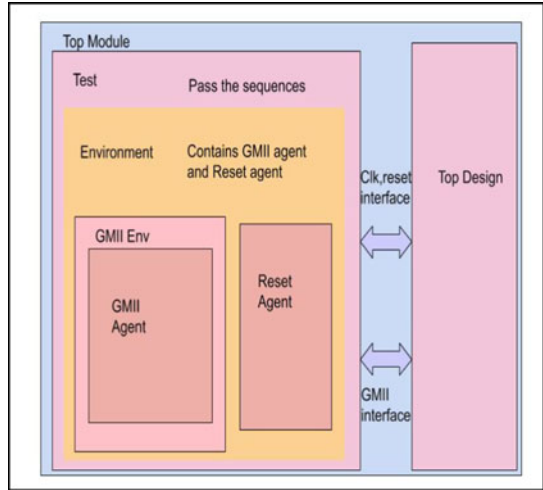 Top Module
Test
Pass the sequences
Environment
Contains GMII agent
and Reset agent
GMII Env
GMII
Agent
Reset
Agent
Clk,reset
interface
GMII
interface
Top Design